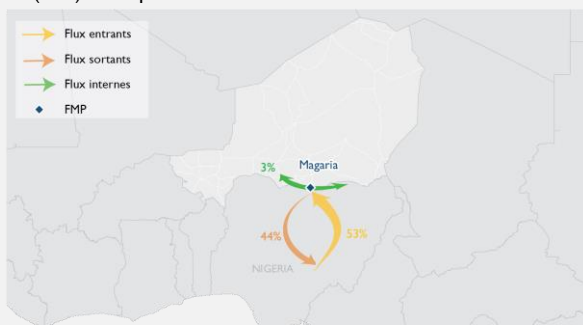 Flux entrants
Flux sortants
Flux internes
FMP
3%
Magaria
44%
53%
NIGERIA